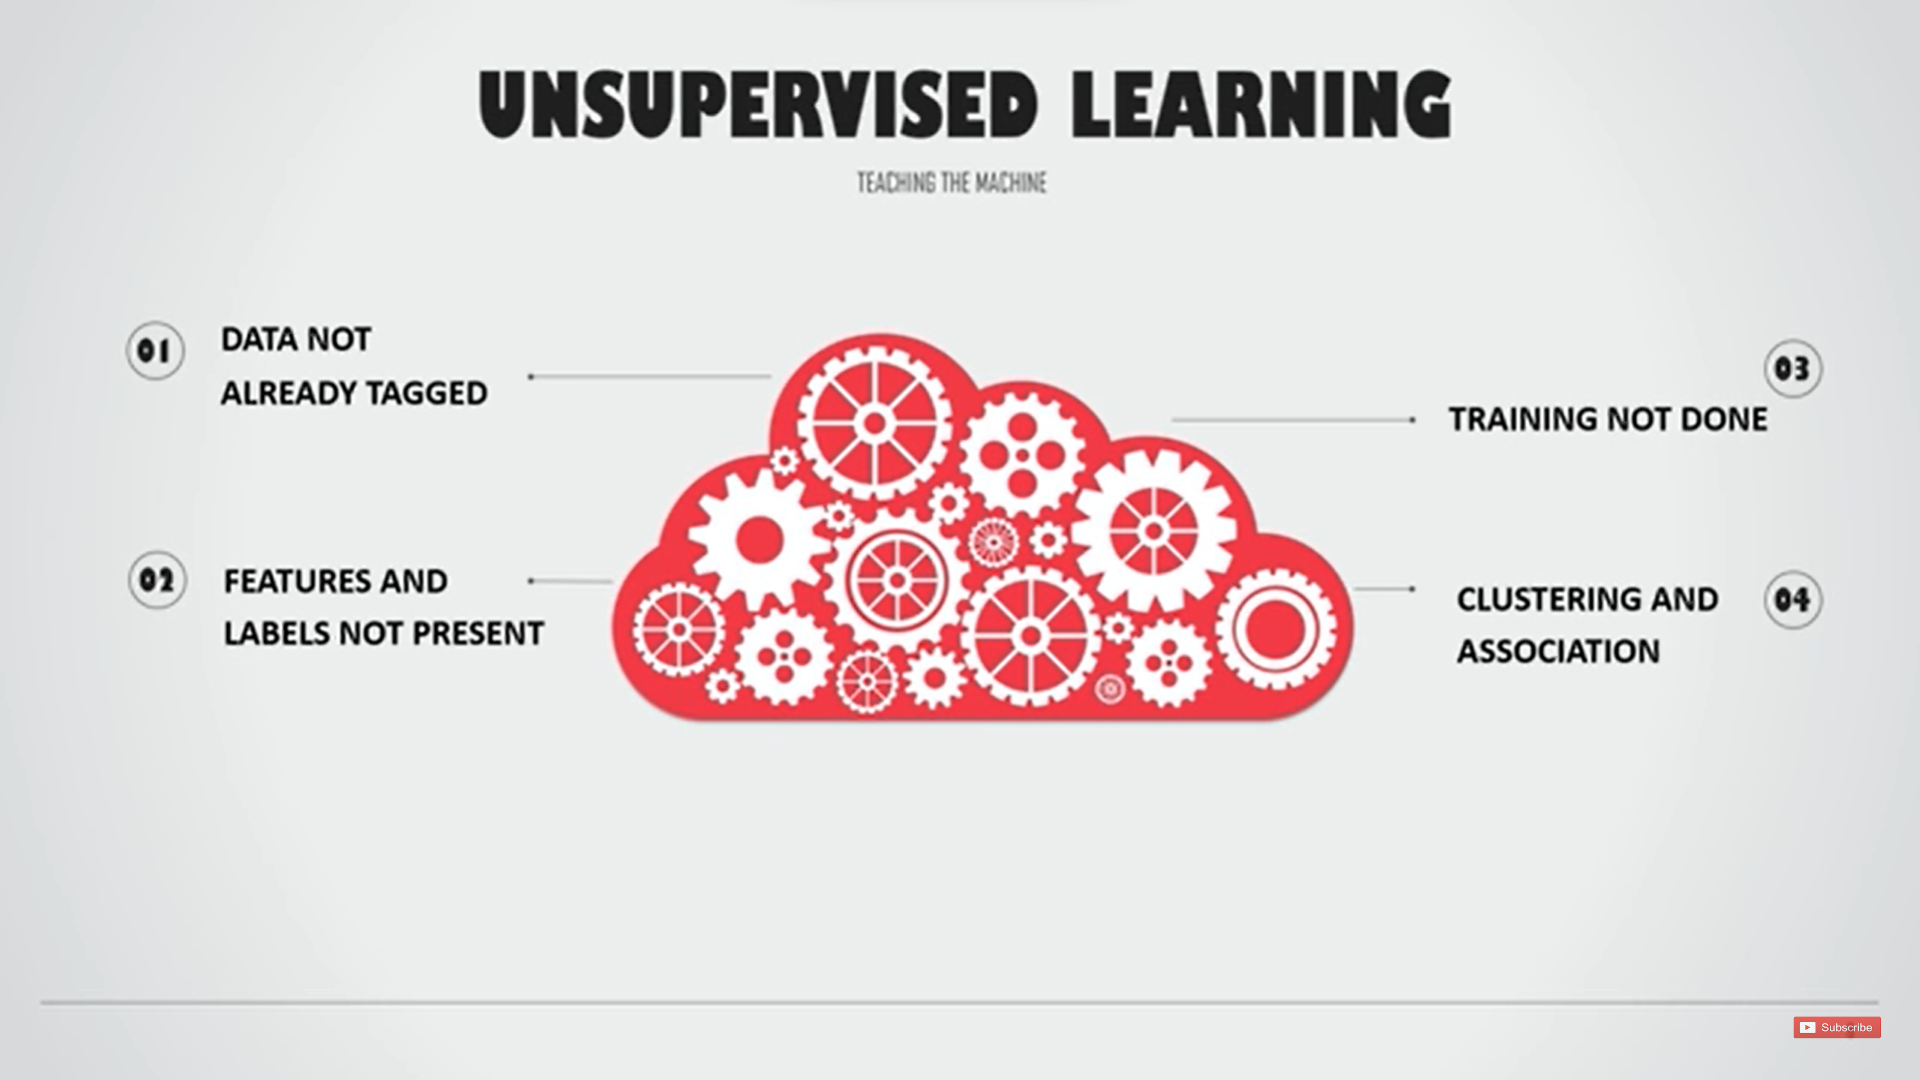 UNSUPERVISED LEARNING
TEACHING THE MACHINE
01
DATA NOT
ALREADY TAGGED
02
FEATURES AND
LABELS NOT PRESENT
03
TRAINING NOT DONE
CLUSTERING AND
ASSOCIATION
04
Subscribe